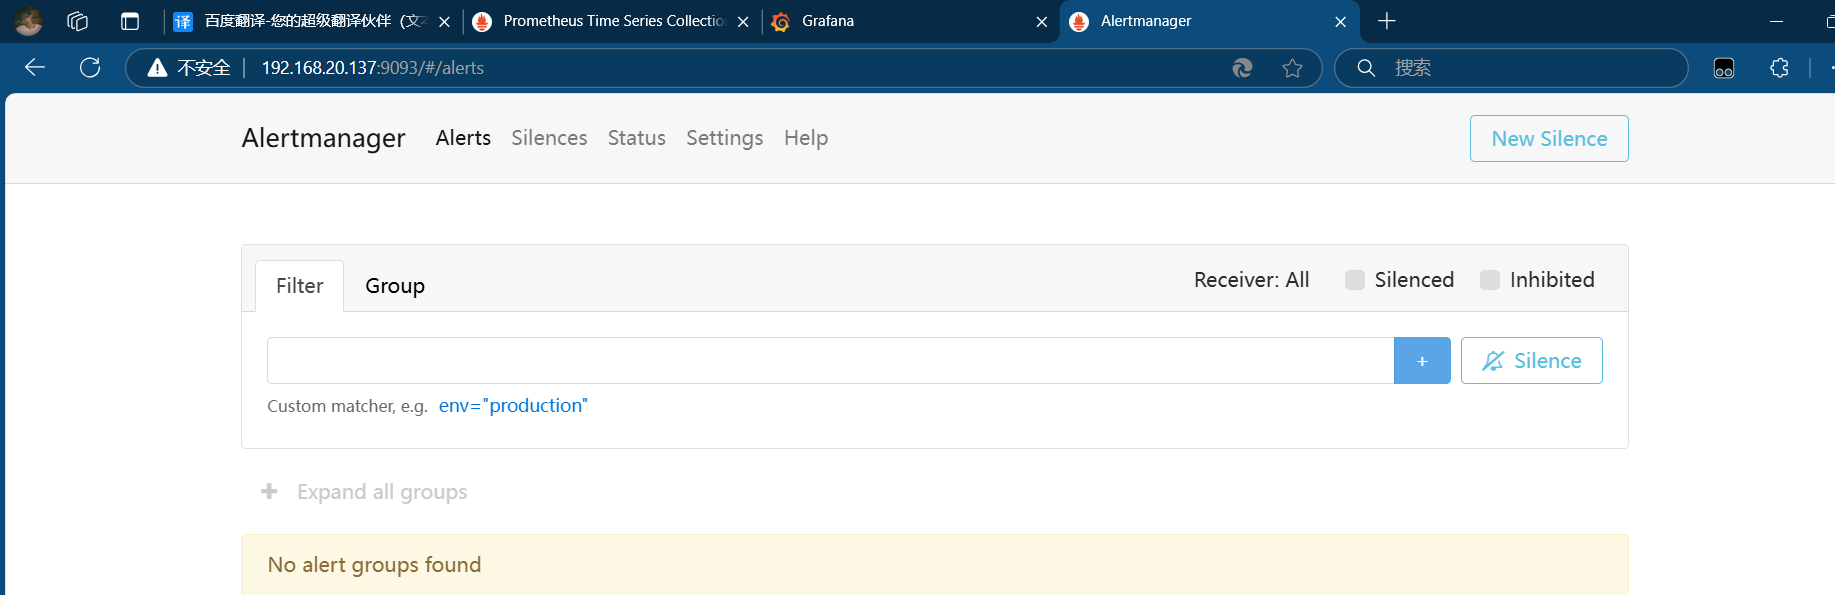 百度翻译-您的超级翻译伙伴（文
Prometheus Time Series Collectio
Grafana
Alertmanager
不安全
192.168.20.137:9093/#/alerts
搜索
Alertmanager Alerts Silences Status Settings Help New Silence
Filter Group Receiver: All Silenced Inhibited
+ Silence
Custom matcher, e.g. env="production"
+ Expand all groups
No alert groups found